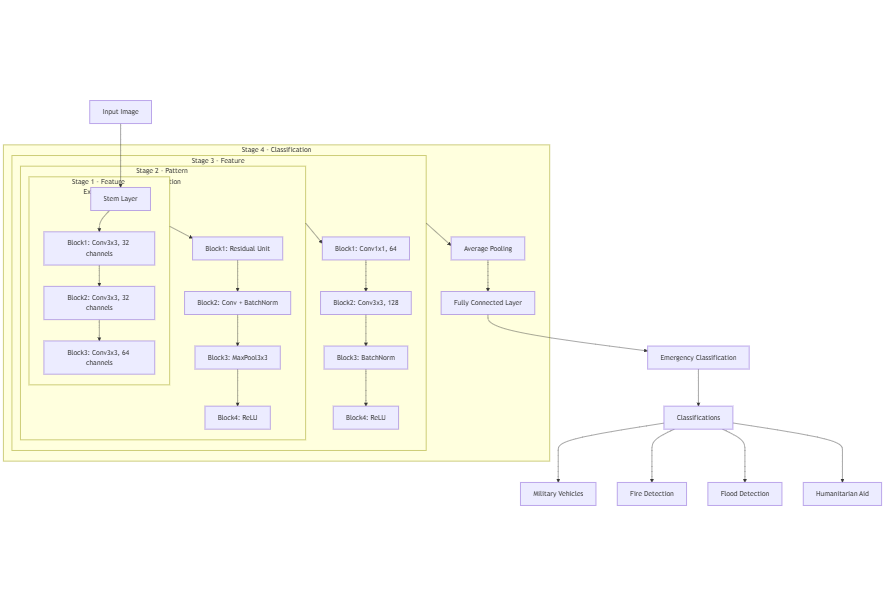 Input Image
Stage 4 - Classification
Stage 3 - Feature
Stage 2 - Pattern
Stage 1 - Feature
Stem Layer
Block1: Conv3x3, 32
channels
Block2: Conv3x3, 32
channels
Block3: Conv3x3, 64
channels
Block1: Residual Unit
Block2: Conv + BatchNorm
Block3: MaxPool3x3
Block4: ReLU
Block1: Conv1x1, 64
Block2: Conv3x3, 128
Block3: BatchNorm
Block4: ReLU
Average Pooling
Fully Connected Layer
Emergency Classification
Classifications
Military Vehicles
Fire Detection
Flood Detection
Humanitarian Aid